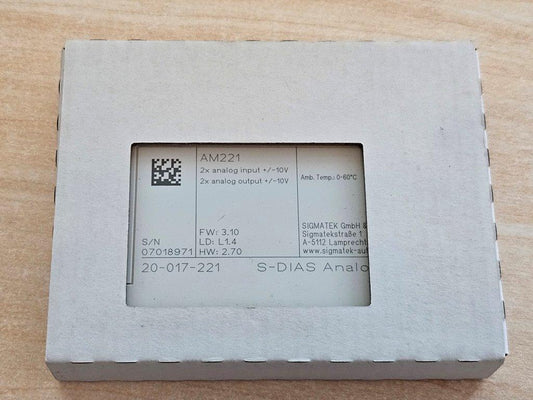 AM221
2x analog input +/-10V
2x analog output +/-10V
Amb. Temp.: 0-60°C
S/N
07018971
FW: 3.10
LD: L1.4
HW: 2.70
SIGMATEK GmbH &
Sigmatekstraße 1
A-5112 Lamprecht
www.sigmatek-aut
20-017-221 S-DIAS Analo